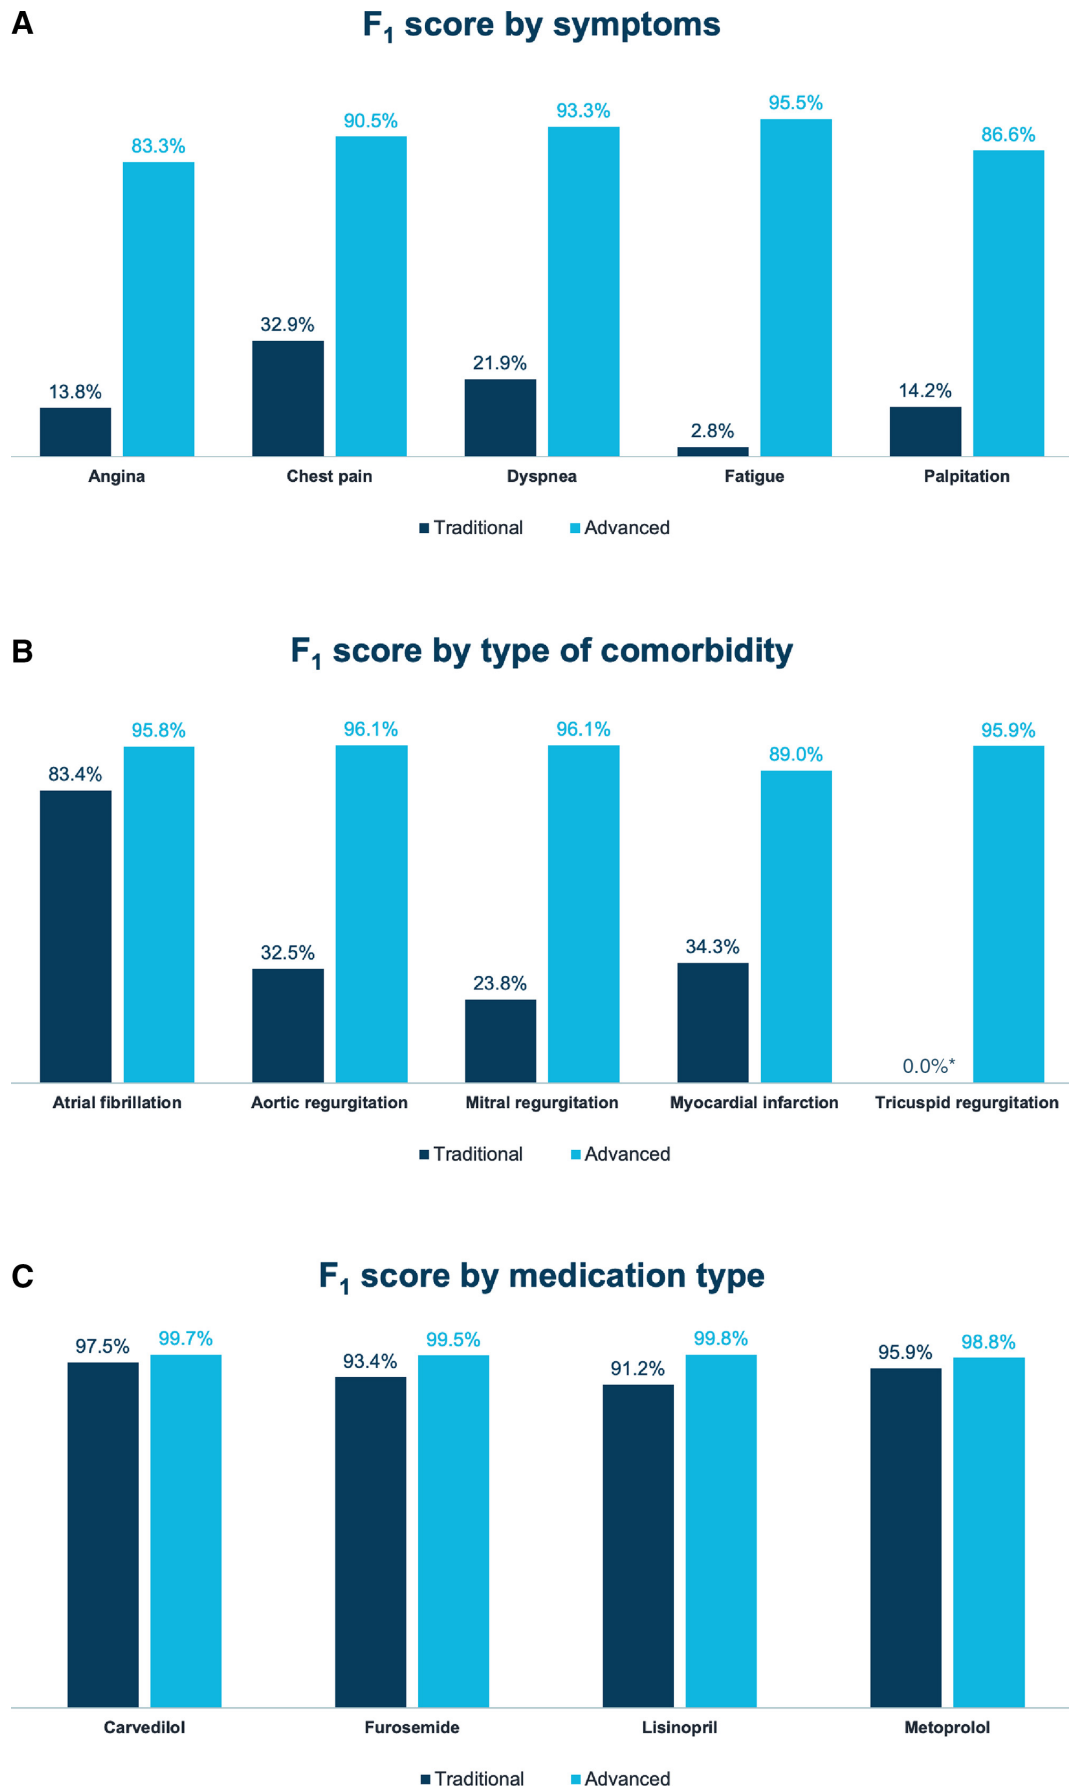 A
F1 score by symptoms
83.3% 90.5% 93.3% 95.5% 86.6%
13.8% 32.9% 21.9% 2.8% 14.2%
Angina Chest pain Dyspnea Fatigue Palpitation
Traditional Advanced
B
F1 score by type of comorbidity
95.8% 96.1% 96.1% 89.0% 95.9%
83.4% 32.5% 23.8% 34.3% 0.0%*
Atrial fibrillation Aortic regurgitation Mitral regurgitation Myocardial infarction Tricuspid regurgitation
Traditional Advanced
C
F1 score by medication type
97.5% 99.7% 93.4% 99.5% 91.2% 99.8% 95.9% 98.8%
Carvedilol Furosemide Lisinopril Metoprolol
Traditional Advanced